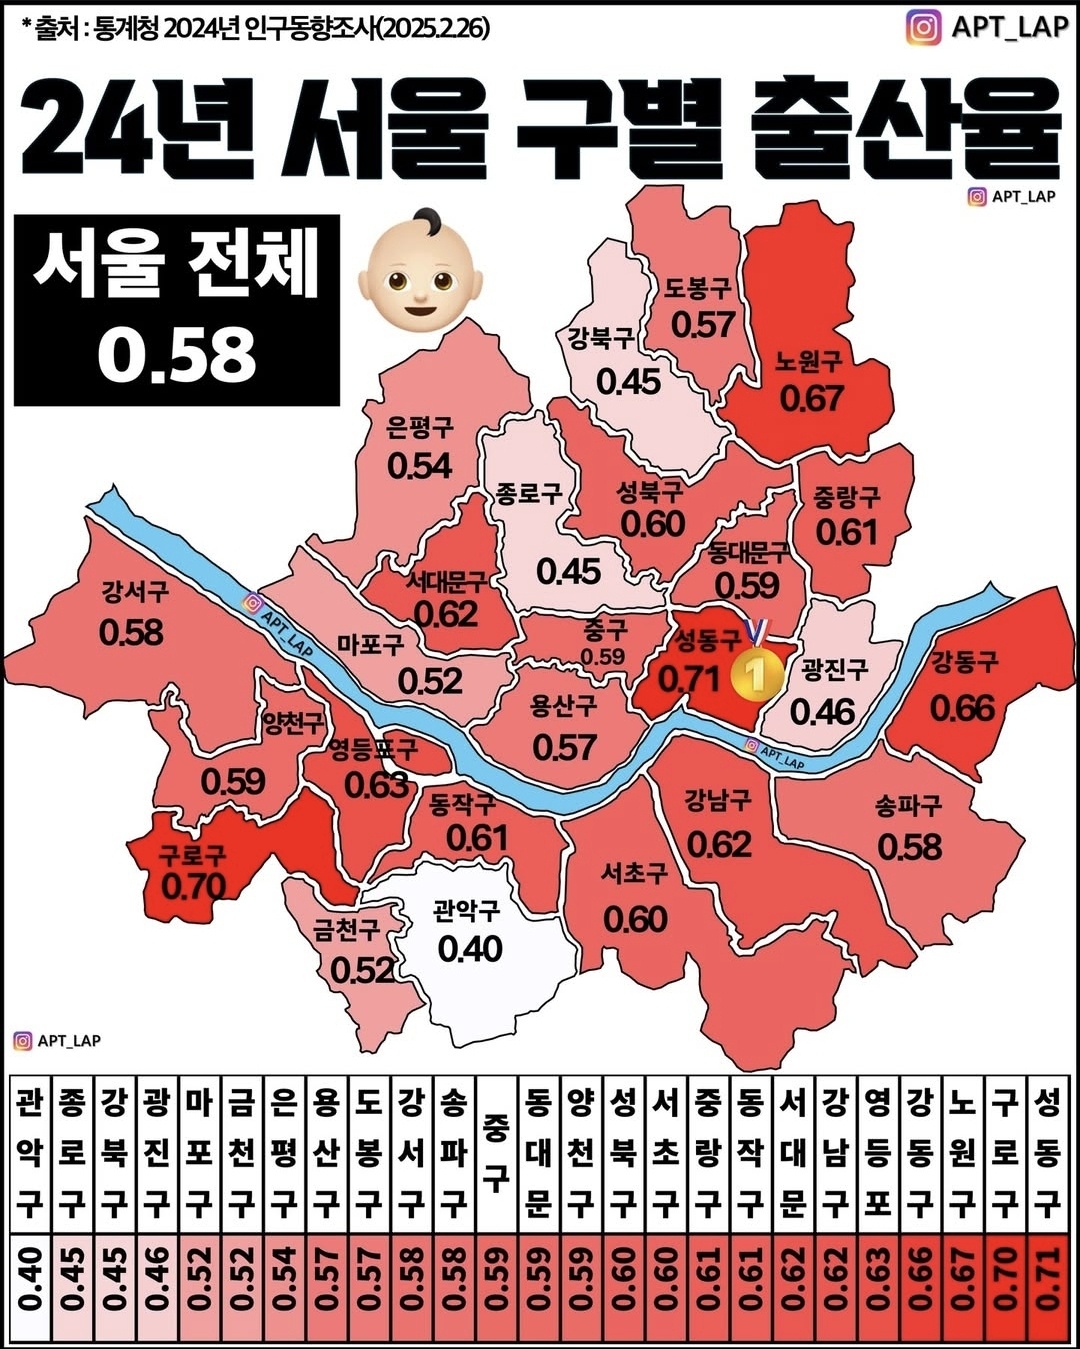 * 출처 : 통계청 2024년 인구동향조사(2025.2.26)
APT_LAP
24년 서울 구별 출산율
APT_LAP
서울 전체
0.58
도봉구
0.57
강북구
0.45
노원구
0.67
은평구
0.54
종로구
0.45
성북구
0.60
중랑구
0.61
동대문구
0.59
서대문구
0.62
강서구
0.58
APT_LAP
마포구
0.52
중구
0.59
성동구
0.71
1
광진구
0.46
강동구
0.66
용산구
0.57
APT_LAP
양천구
0.59
영등포구
0.63
동작구
0.61
강남구
0.62
송파구
0.58
구로구
0.70
서초구
0.60
관악구
0.40
금천구
0.52
APT_LAP
관악구 종로구 강북구 광진구 마포구 금천구 은평구 용산구 도봉구 강서구 송파구 중구 동대문 양천구 성북구 서초구 중랑구 동작구 서대문 강남구 영등포 강동구 노원구 구로구 성동구
0.40 0.45 0.45 0.46 0.52 0.52 0.54 0.57 0.57 0.58 0.58 0.59 0.59 0.59 0.60 0.60 0.61 0.61 0.62 0.62 0.63 0.66 0.67 0.70 0.71